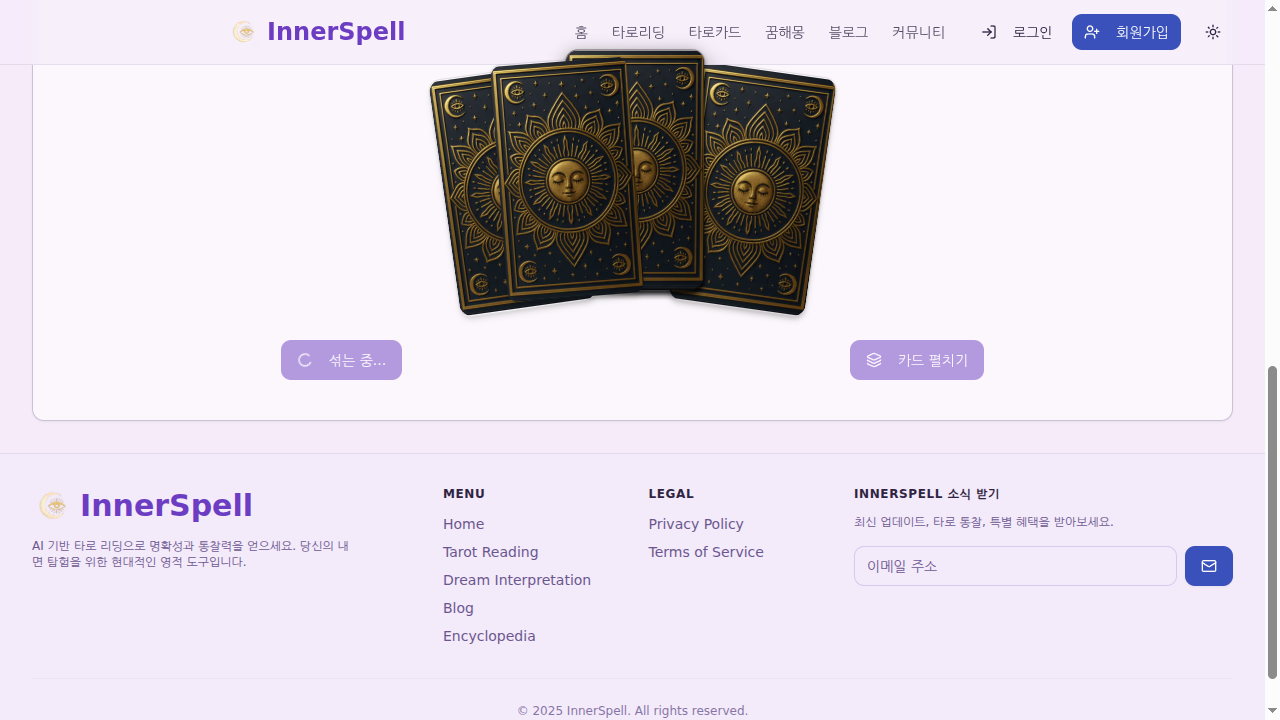 InnerSpell
홈 타로리딩 타로카드 꿈해몽 블로그 커뮤니티 로그인 회원가입
섞는 중...
카드 펼치기
InnerSpell
AI 기반 타로 리딩으로 명확성과 통찰력을 얻으세요. 당신의 내
면 탐험을 위한 현대적인 영적 도구입니다.
MENU
Home
Tarot Reading
Dream Interpretation
Blog
Encyclopedia
LEGAL
Privacy Policy
Terms of Service
INNERSPELL 소식 받기
최신 업데이트, 타로 통찰, 특별 혜택을 받아보세요.
이메일 주소
© 2025 InnerSpell. All rights reserved.